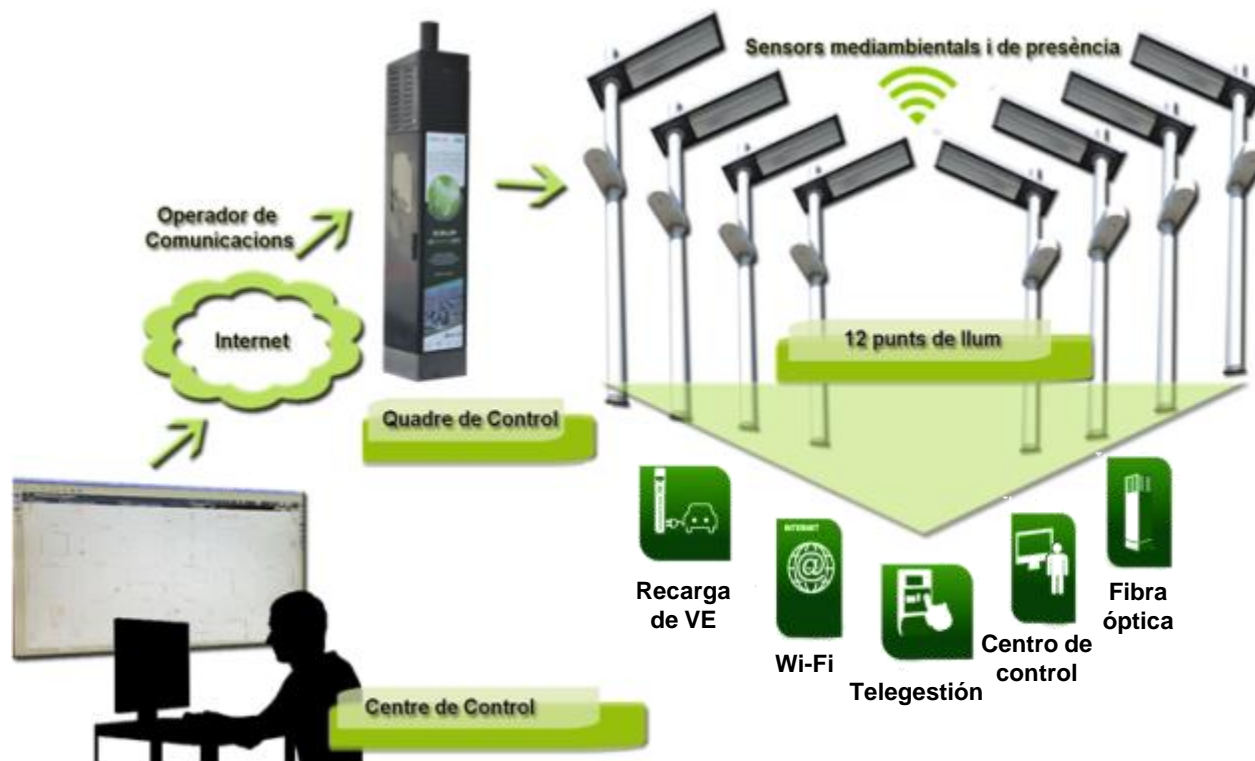 Sensors mediambientals i de presència
Operador de
Comunicacions
Internet
12 punts de llum
Quadre de Control
INTERNET
@
Recarga
de VE
Wi-Fi
Telegestión
Centro de
control
Fibra
óptica
Centre de Control